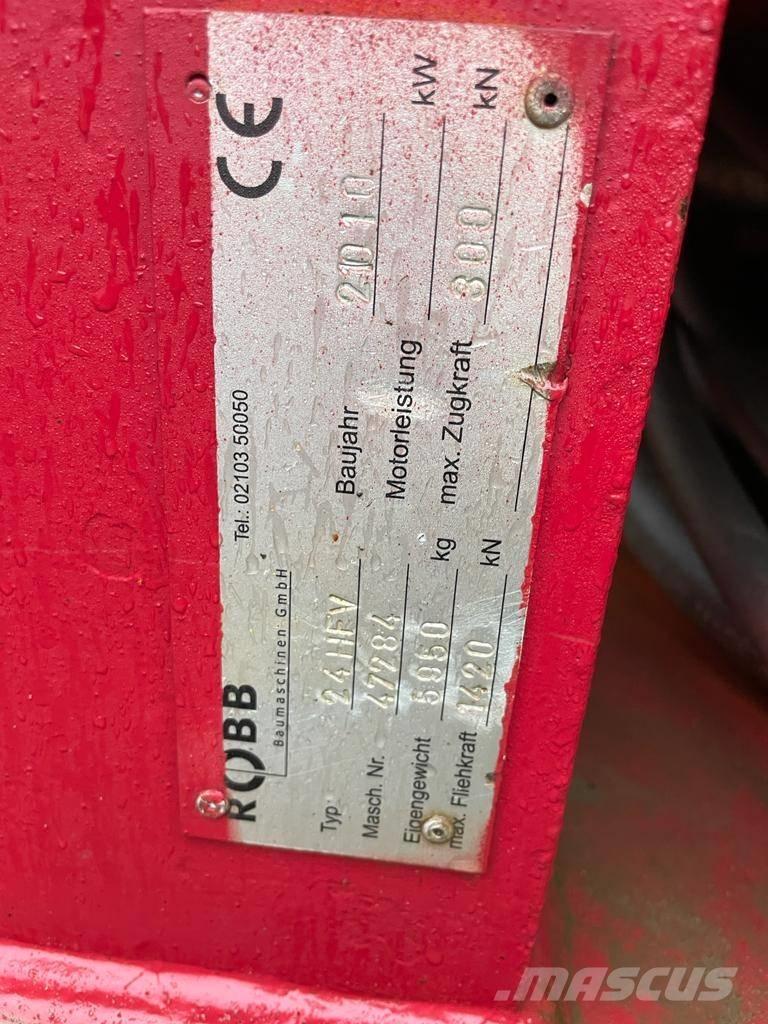 ROBB
Baumaschinen GmbH
Tel.: 02103 50050
CE
Typ: 24 HFV Baujahr 2010
Masch. Nr. 47284 Motorleistung kW
Eigengewicht 5950 kg max. Zugkraft 300 kN
max. Fliehkraft 1420 kN
MASCUS